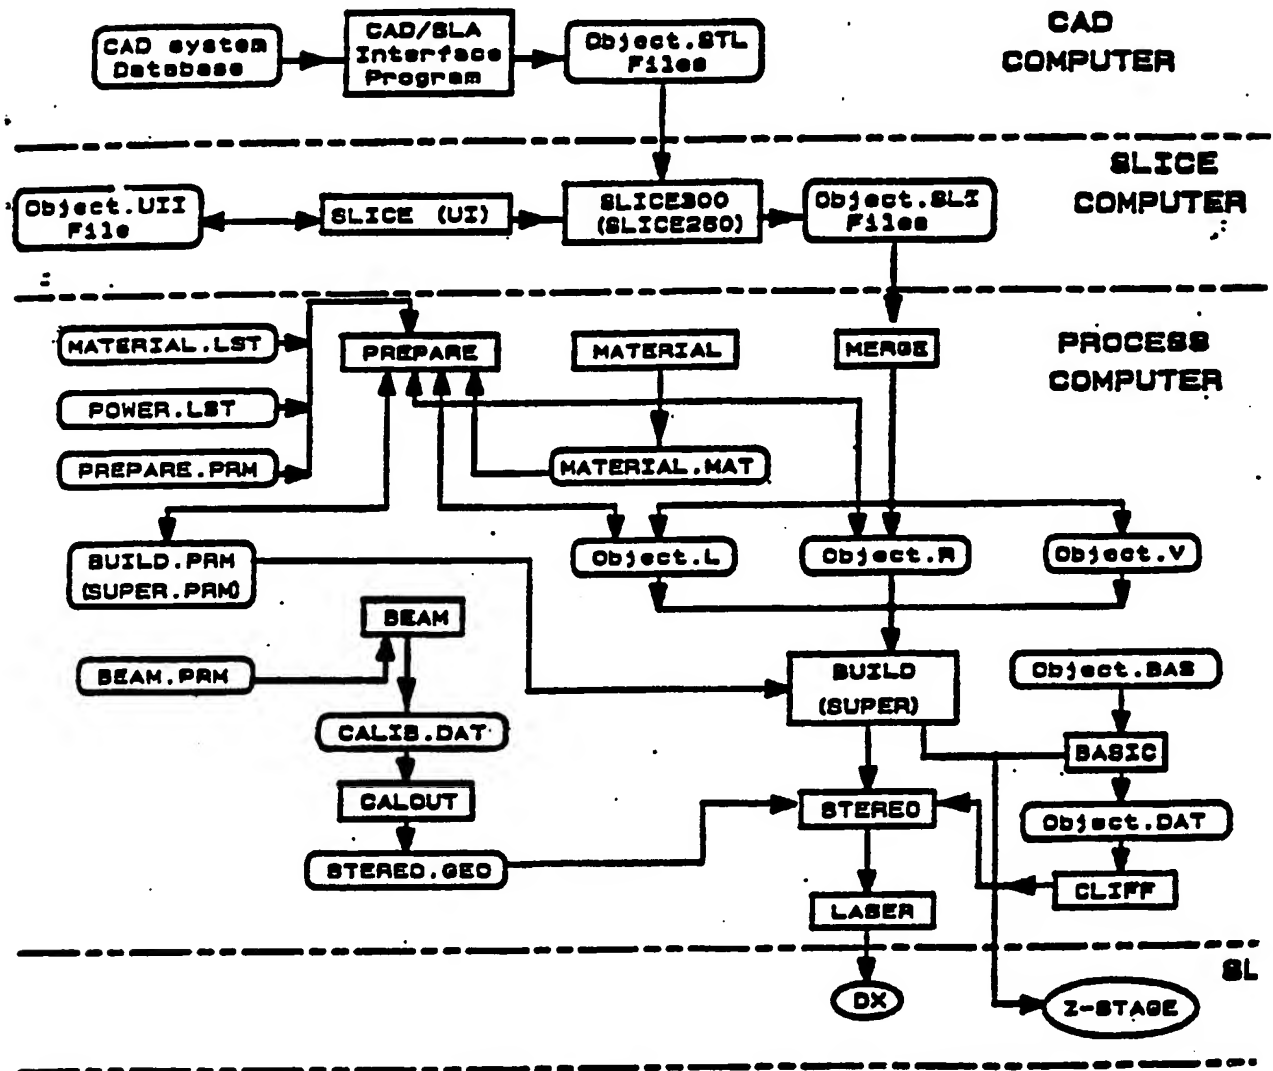 CAD system
Database
CAD/SLA
Interface
Program
Object.STL
Files
CAD
COMPUTER
SLICE
COMPUTER
Object.UII
File
SLICE (UI)
SLICE300
(SLICE250)
Object.SLI
Files
PROCESS
COMPUTER
MATERIAL.LST
PREPARE
MATERIAL
MERGE
POWER.LST
PREPARE.PRM
MATERIAL.MAT
BUILD.PRM
(SUPER.PRM)
Object.L
Object.R
Object.V
BEAM
BEAM.PRM
BUILD
(SUPER)
Object.BAS
CALIB.DAT
BASIC
CALOUT
STEREO
Object.DAT
STEREO.GEO
CLIFF
LASER
SL
DX
Z-STAGE